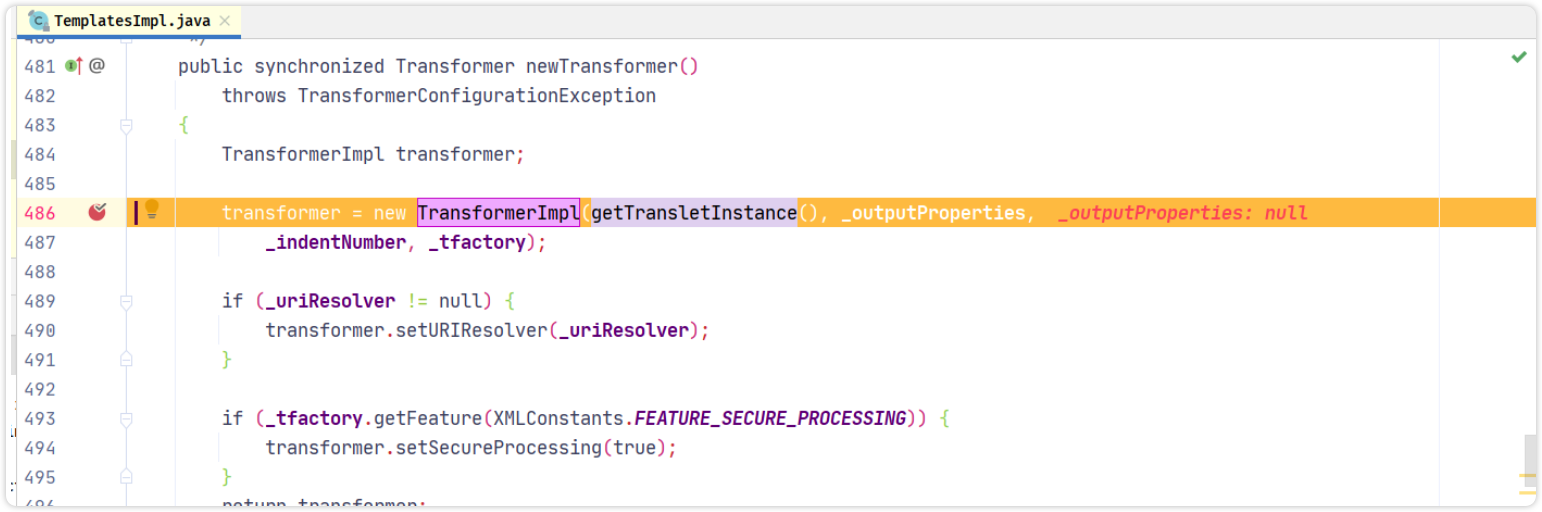 TemplatesImpl.java
480 */
481 @ public synchronized Transformer newTransformer()
482 throws TransformerConfigurationException
483 {
484 TransformerImpl transformer;
485
486 transformer = new TransformerImpl(getTransletInstance(), _outputProperties, _outputProperties: null
487 _indentNumber, _tfactory);
488
489 if (_uriResolver != null) {
490 transformer.setURIResolver(_uriResolver);
491 }
492
493 if (_tfactory.getFeature(XMLConstants.FEATURE_SECURE_PROCESSING)) {
494 transformer.setSecureProcessing(true);
495 }
496 return transformer;